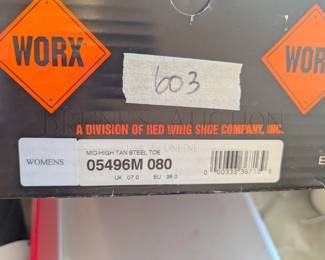 WORX
WORX
603
A DIVISION OF RED WING SHOE COMPANY, INC.
WOMENS
MID-HIGH TAN STEEL TOE
05496M 080
UK 07.0 EU 38.0